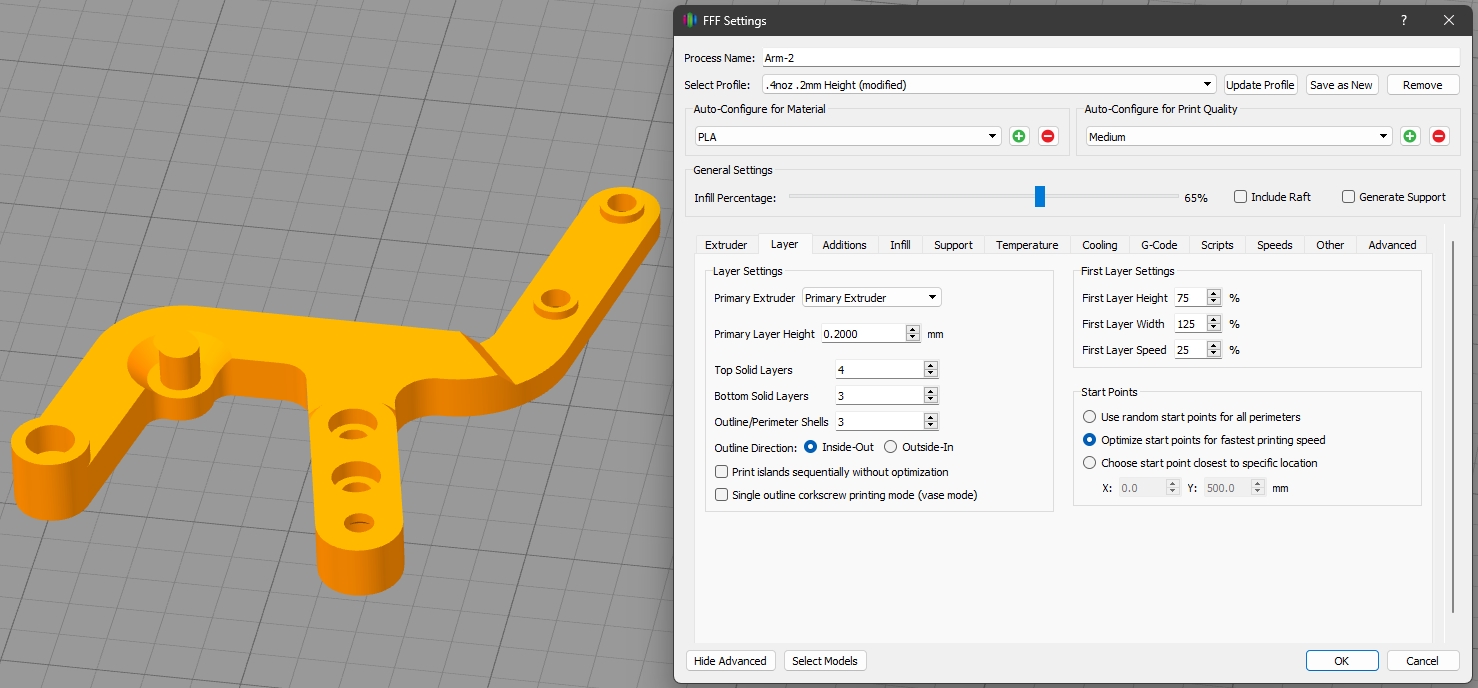 FFF Settings
Process Name: Arm-2
Select Profile: .4noz .2mm Height (modified) Update Profile Save as New Remove
Auto-Configure for Material Auto-Configure for Print Quality
PLA Medium
General Settings
Infill Percentage: 65% Include Raft Generate Support
Extruder Layer Additions Infill Support Temperature Cooling G-Code Scripts Speeds Other Advanced
Layer Settings
Primary Extruder Primary Extruder
Primary Layer Height 0.2000 mm
Top Solid Layers 4
Bottom Solid Layers 3
Outline/Perimeter Shells 3
Outline Direction: Inside-Out Outside-In
Print islands sequentially without optimization
Single outline corkscrew printing mode (vase mode)
First Layer Settings
First Layer Height 75 %
First Layer Width 125 %
First Layer Speed 25 %
Start Points
Use random start points for all perimeters
Optimize start points for fastest printing speed
Choose start point closest to specific location
X: 0.0 Y: 500.0 mm
Hide Advanced Select Models OK Cancel